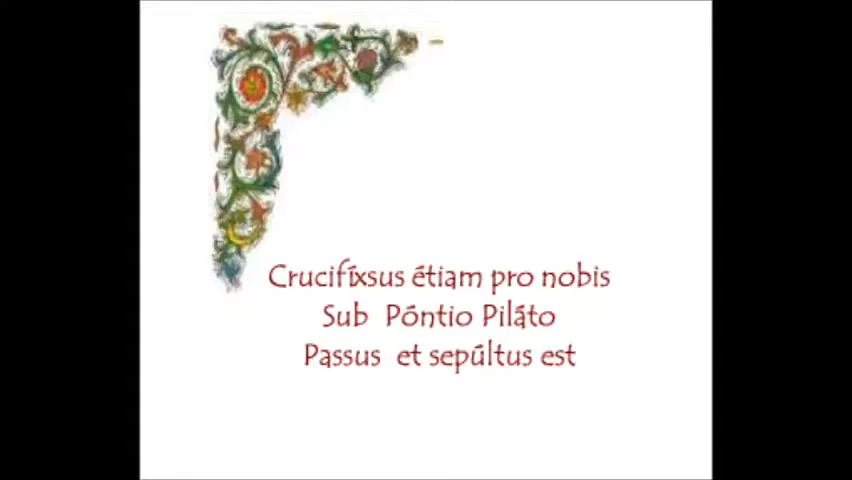 Crucifíxsus étiam pro nobis
Sub Póntio Piláto
Passus et sepúltus est